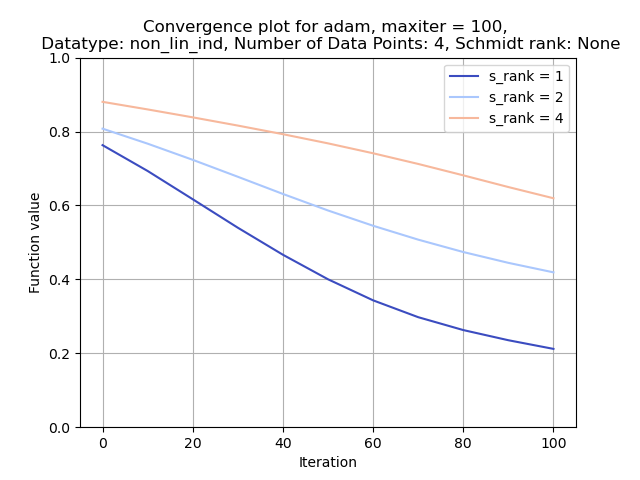 Convergence plot for adam, maxiter = 100,
Datatype: non_lin_ind, Number of Data Points: 4, Schmidt rank: None
1.0
0.8
0.6
0.4
0.2
0.0
Function value
s_rank = 1
s_rank = 2
s_rank = 4
0 20 40 60 80 100
Iteration